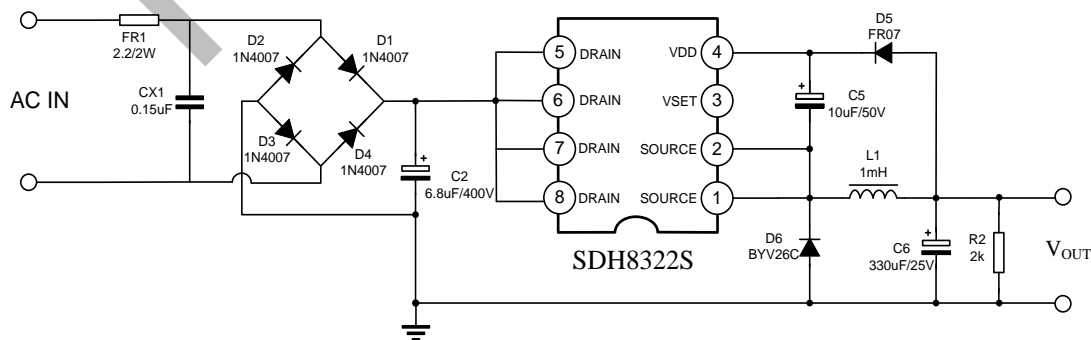 AC IN
FR1
2.2/2W
CX1
0.15uF
D2
1N4007
D1
1N4007
D3
1N4007
D4
1N4007
+
C2
6.8uF/400V
5 DRAIN
6 DRAIN
7 DRAIN
8 DRAIN
VDD 4
VSET 3
SOURCE 2
SOURCE 1
SDH8322S
D5
FR07
+
C5
10uF/50V
L1
1mH
D6
BYV26C
+
C6
330uF/25V
R2
2k
VOUT